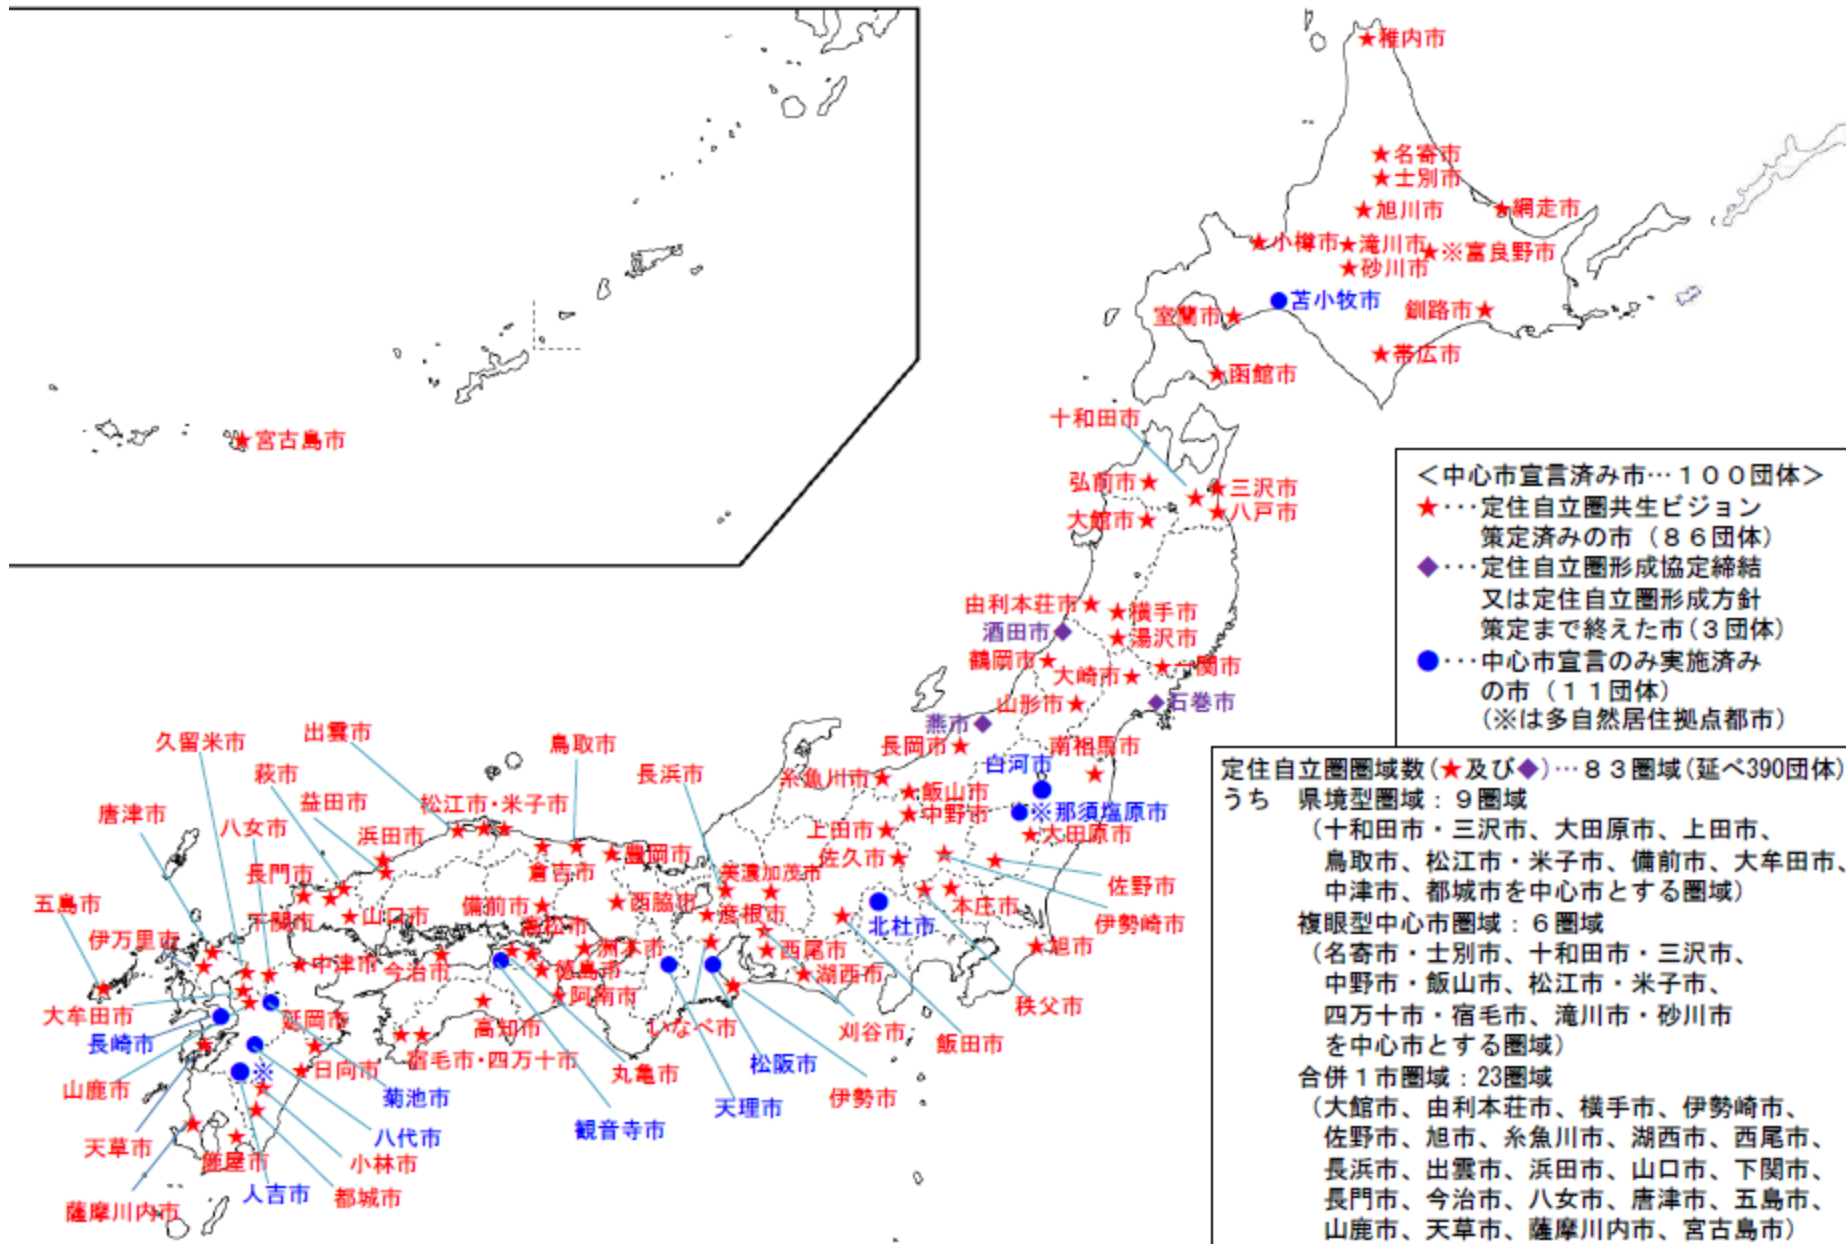 ★稚内市
★名寄市
★士別市
★旭川市
★網走市
★小樽市
★滝川市
★※富良野市
★砂川市
●苫小牧市
釧路市★
室蘭市★
★帯広市
★函館市
★宮古島市
十和田市
弘前市★
★三沢市
大館市★
★八戸市
由利本荘市★
★横手市
酒田市◆
★湯沢市
鶴岡市★
大崎市★
★一関市
山形市★
◆石巻市
燕市◆
長岡市★
南相馬市
白河市
糸魚川市★
★飯山市
★中野市
●※那須塩原市
上田市★
★大田原市
佐久市★
佐野市
伊勢崎市
本庄市
北杜市
★旭市
秩父市
飯田市
刈谷市
美濃加茂市
長浜市
彦根市
西尾市
★湖西市
いなべ市
松阪市
伊勢市
天理市
鳥取市
★豊岡市
倉吉市
西脇市
備前市★
高松市
洲本市
★徳島市
★阿南市
今治市
高知市
宿毛市・四万十市
丸亀市
観音寺市
出雲市
松江市・米子市
久留米市
萩市
益田市
唐津市
八女市
浜田市
長門市
五島市
下関市
山口市
伊万里市
★中津市
大牟田市
延岡市
長崎市
山鹿市
★日向市
●※
菊池市
天草市
八代市
鹿屋市
小林市
薩摩川内市
人吉市
都城市
＜中心市宣言済み市…１００団体＞
★･･･定住自立圏共生ビジョン
策定済みの市（８６団体）
◆･･･定住自立圏形成協定締結
又は定住自立圏形成方針
策定まで終えた市（３団体）
●･･･中心市宣言のみ実施済み
の市（１１団体）
（※は多自然居住拠点都市）
定住自立圏圏域数（★及び◆）…８３圏域（延べ390団体）
うち　県境型圏域：９圏域
（十和田市・三沢市、大田原市、上田市、
鳥取市、松江市・米子市、備前市、大牟田市、
中津市、都城市を中心市とする圏域）
複眼型中心市圏域：６圏域
（名寄市・士別市、十和田市・三沢市、
中野市・飯山市、松江市・米子市、
四万十市・宿毛市、滝川市・砂川市
を中心市とする圏域）
合併１市圏域：23圏域
（大館市、由利本荘市、横手市、伊勢崎市、
佐野市、旭市、糸魚川市、湖西市、西尾市、
長浜市、出雲市、浜田市、山口市、下関市、
長門市、今治市、八女市、唐津市、五島市、
山鹿市、天草市、薩摩川内市、宮古島市）